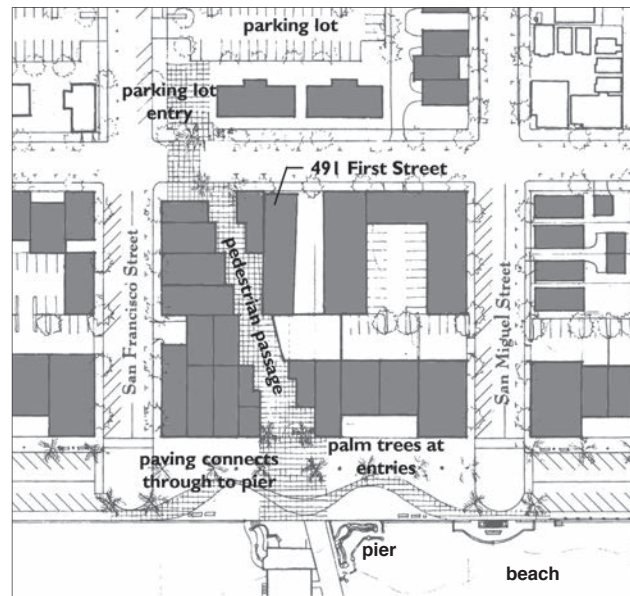 parking lot
parking lot
entry
491 First Street
pedestrian passage
San Francisco Street
San Miguel Street
palm trees at
entries
paving connects
through to pier
pier
beach